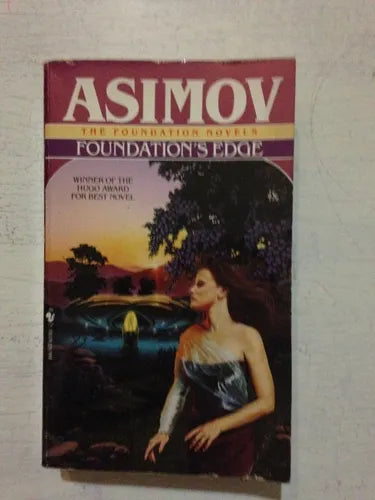 ASIMOV
THE FOUNDATION NOVELS
FOUNDATION'S EDGE
WINNER OF THE
HUGO AWARD
FOR BEST NOVEL